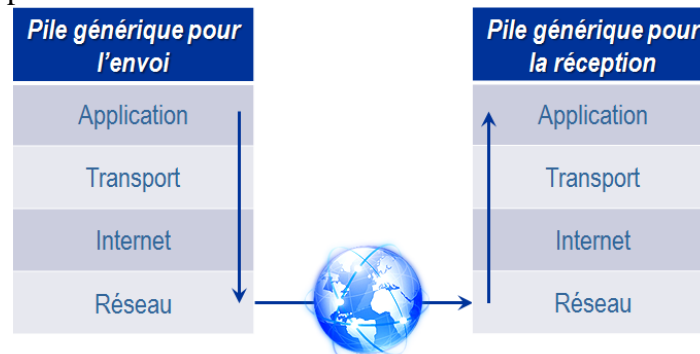 Pile générique pour
l'envoi
Application
Transport
Internet
Réseau
Pile générique pour
la réception
Application
Transport
Internet
Réseau